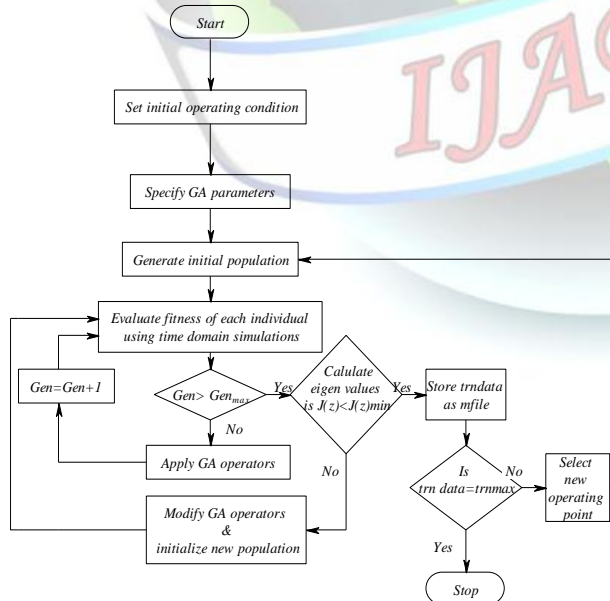 Start
IJA
Set initial operating condition
Specify GA parameters
Generate initial population
Evaluate fitness of each individual
using time domain simulations
Gen=Gen+1
Gen> Genmax
Yes
No
Apply GA operators
Calulate
eigen values
is J(z)<J(z)min
Yes
No
Modify GA operators
&
initialize new population
Store trndata
as mfile
Is
trn data=trnmax
No
Select
new
operating
point
Yes
Stop